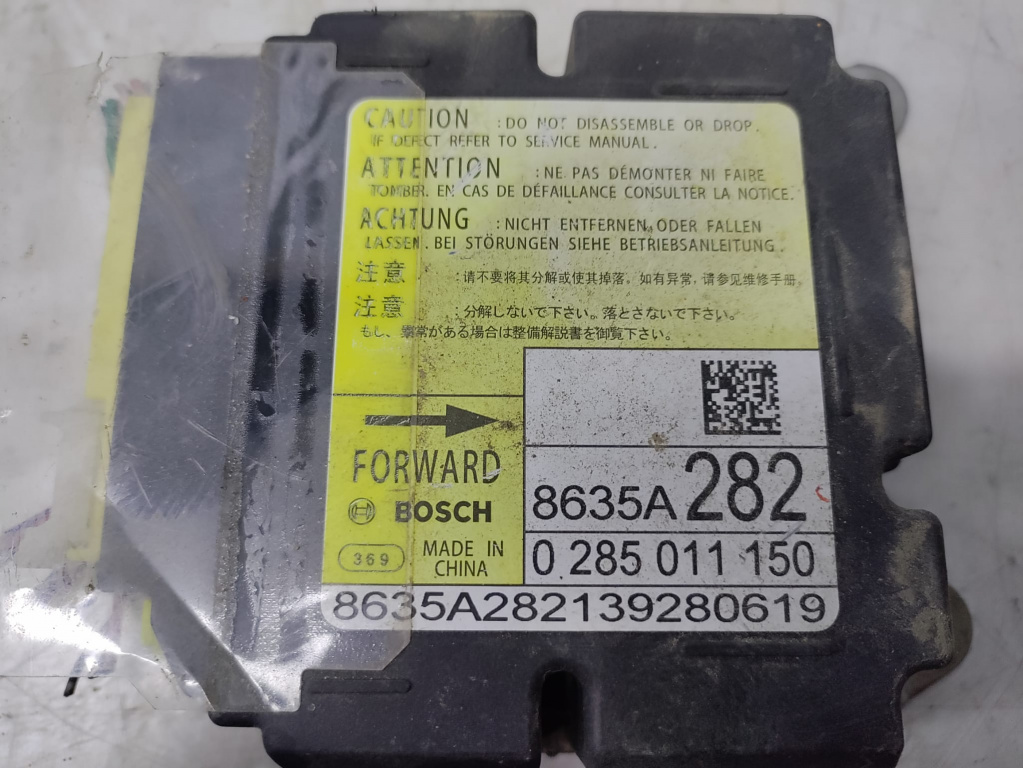 CAUTION : DO NOT DISASSEMBLE OR DROP.
IF DEFECT REFER TO SERVICE MANUAL.
ATTENTION : NE PAS DÉMONTER NI FAIRE
TOMBER. EN CAS DE DÉFAILLANCE CONSULTER LA NOTICE.
ACHTUNG : NICHT ENTFERNEN, ODER FALLEN
LASSEN. BEI STÖRUNGEN SIEHE BETRIEBSANLEITUNG.
注意 : 请不要将其分解或使其掉落，如有异常，请参见维修手册。
注意 : 分解しないで下さい。落とさないで下さい。
もし、異常がある場合は整備解説書を御覧下さい。
FORWARD
BOSCH
369 MADE IN
CHINA
8635A 282
0 285 011 150
8635A282139280619